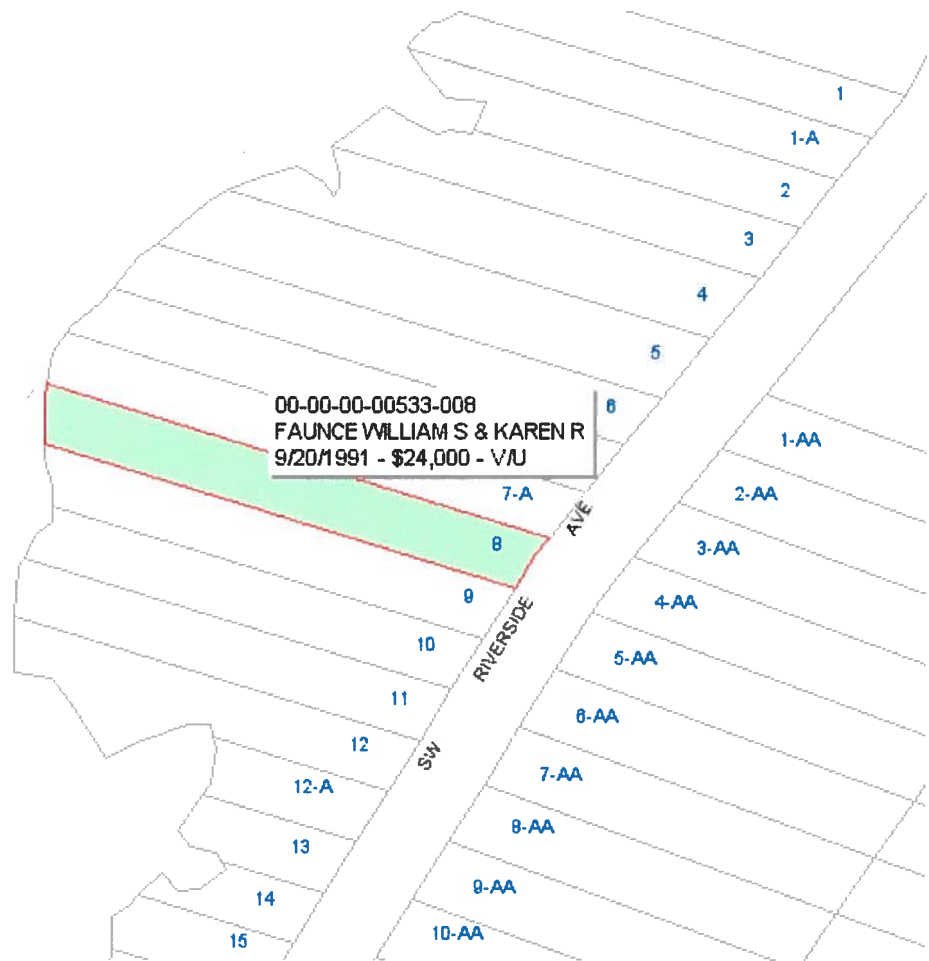 1
1-A
2
3
4
5
6
00-00-00-00533-008
FAUNCE WILLIAM S & KAREN R
9/20/1991 - $24,000 - V/U
7-A
8
9
10
11
12
12-A
13
14
15
SW RIVERSIDE AVE
1-AA
2-AA
3-AA
4-AA
5-AA
6-AA
7-AA
8-AA
9-AA
10-AA